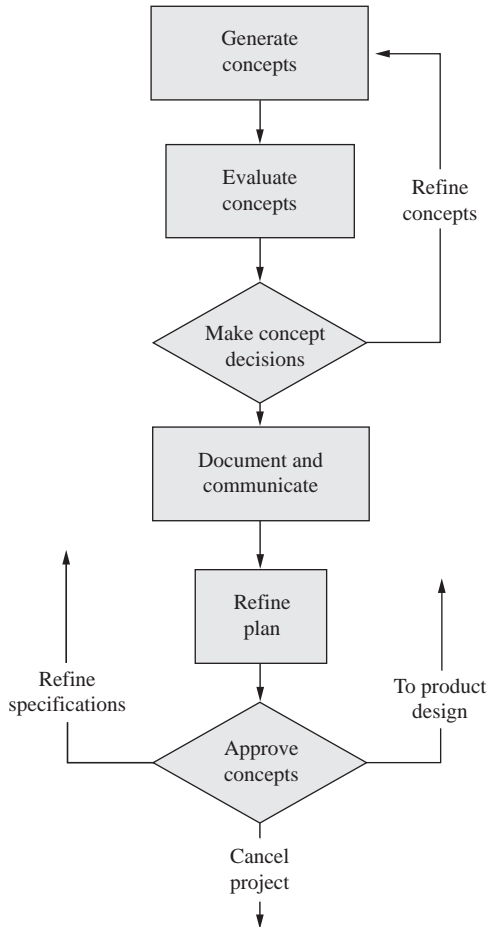 Generate
concepts
Evaluate
concepts
Refine
concepts
Make concept
decisions
Document and
communicate
Refine
plan
Refine
specifications
To product
design
Approve
concepts
Cancel
project